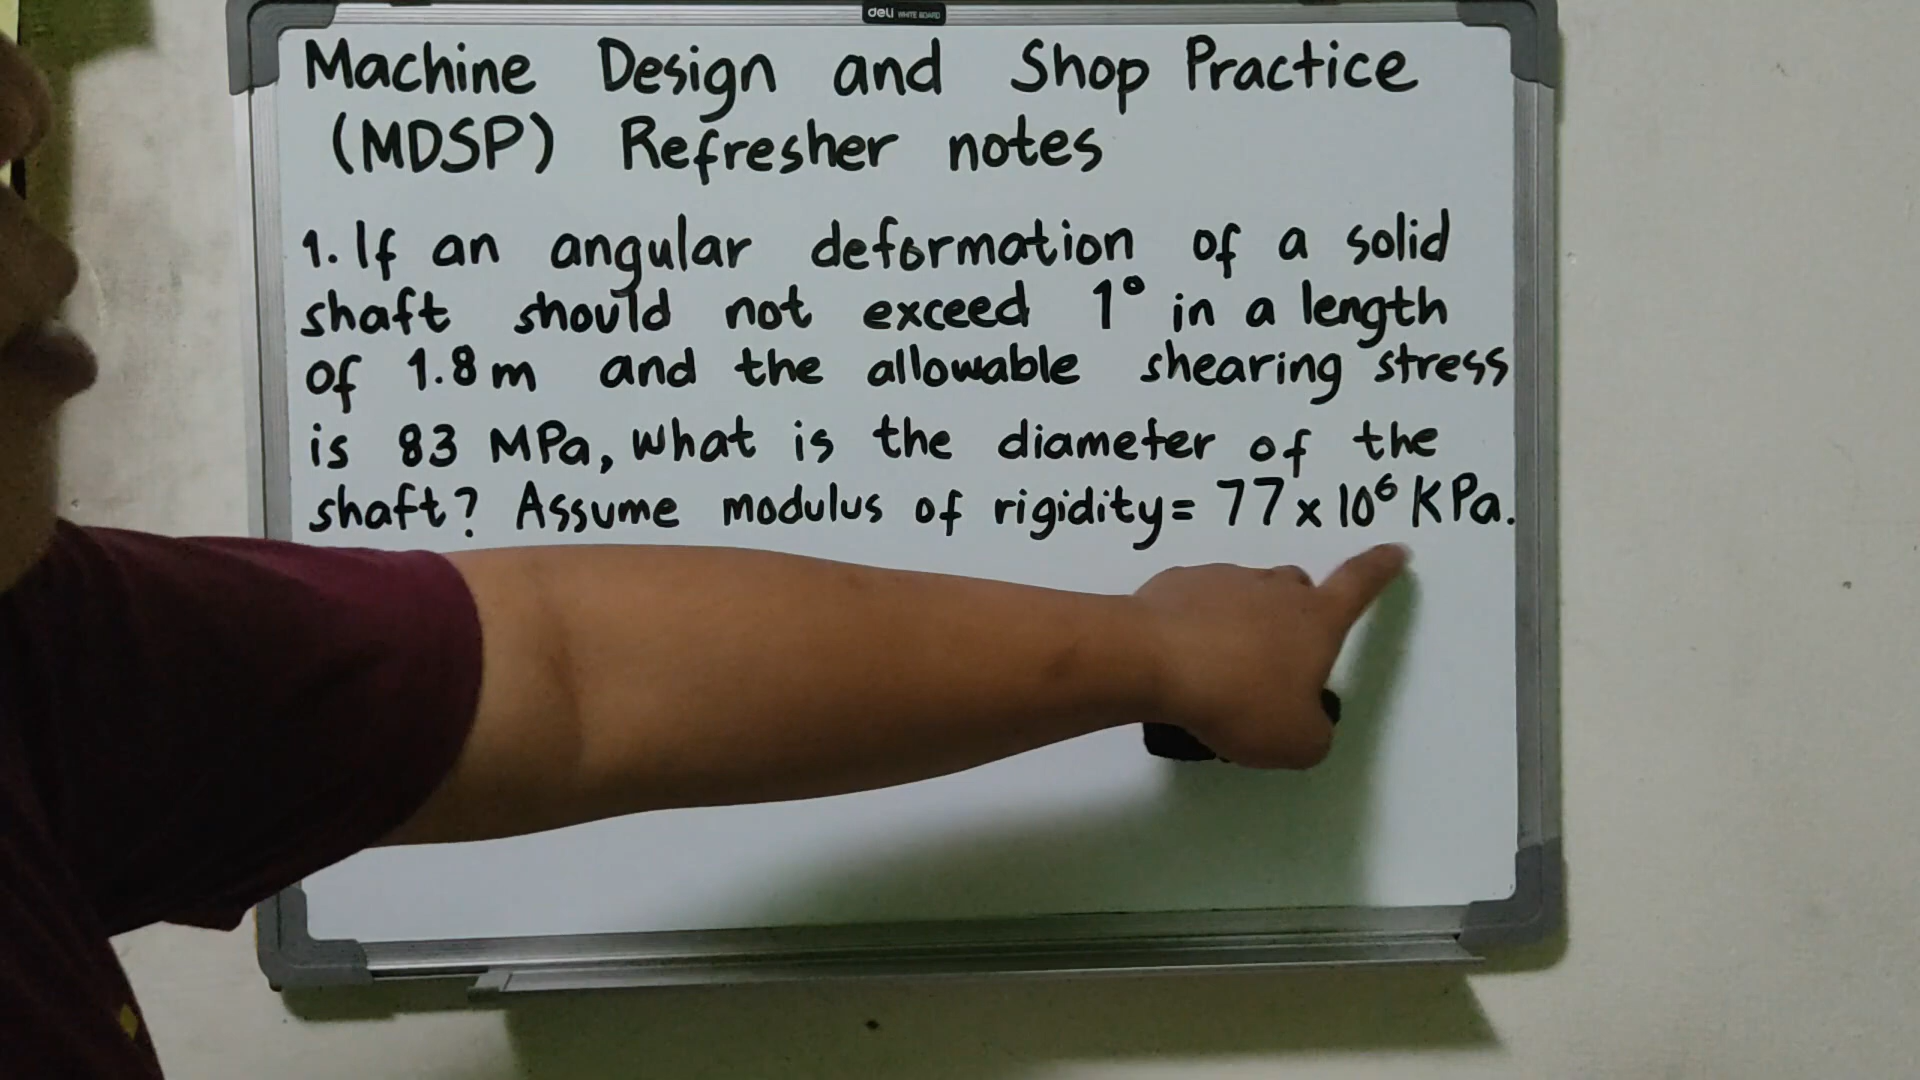 deli WHITE BOARD
Machine Design and Shop Practice
(MDSP) Refresher notes
1. If an angular deformation of a solid
shaft should not exceed 1° in a length
of 1.8 m and the allowable shearing stress
is 83 MPa, what is the diameter of the
shaft? Assume modulus of rigidity = 77 x 10⁶ KPa.